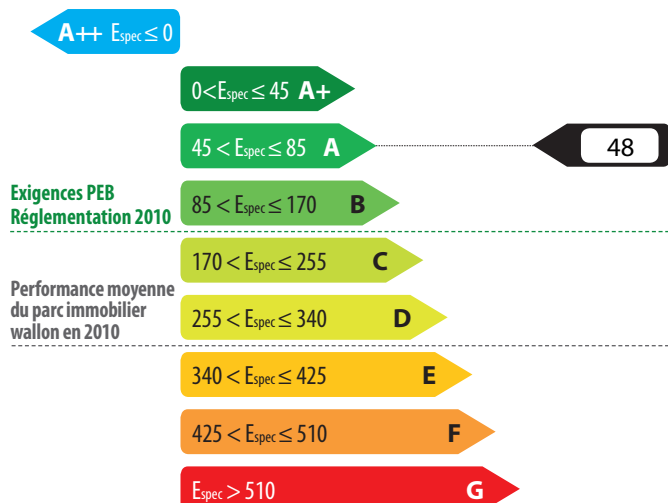 A++ Espec ≤ 0
0<Espec ≤ 45 A+
45 < Espec ≤ 85 A
48
Exigences PEB
Réglementation 2010
85 < Espec ≤ 170 B
170 < Espec ≤ 255 C
Performance moyenne
du parc immobilier
wallon en 2010
255 < Espec ≤ 340 D
340 < Espec ≤ 425 E
425 < Espec ≤ 510 F
Espec > 510 G